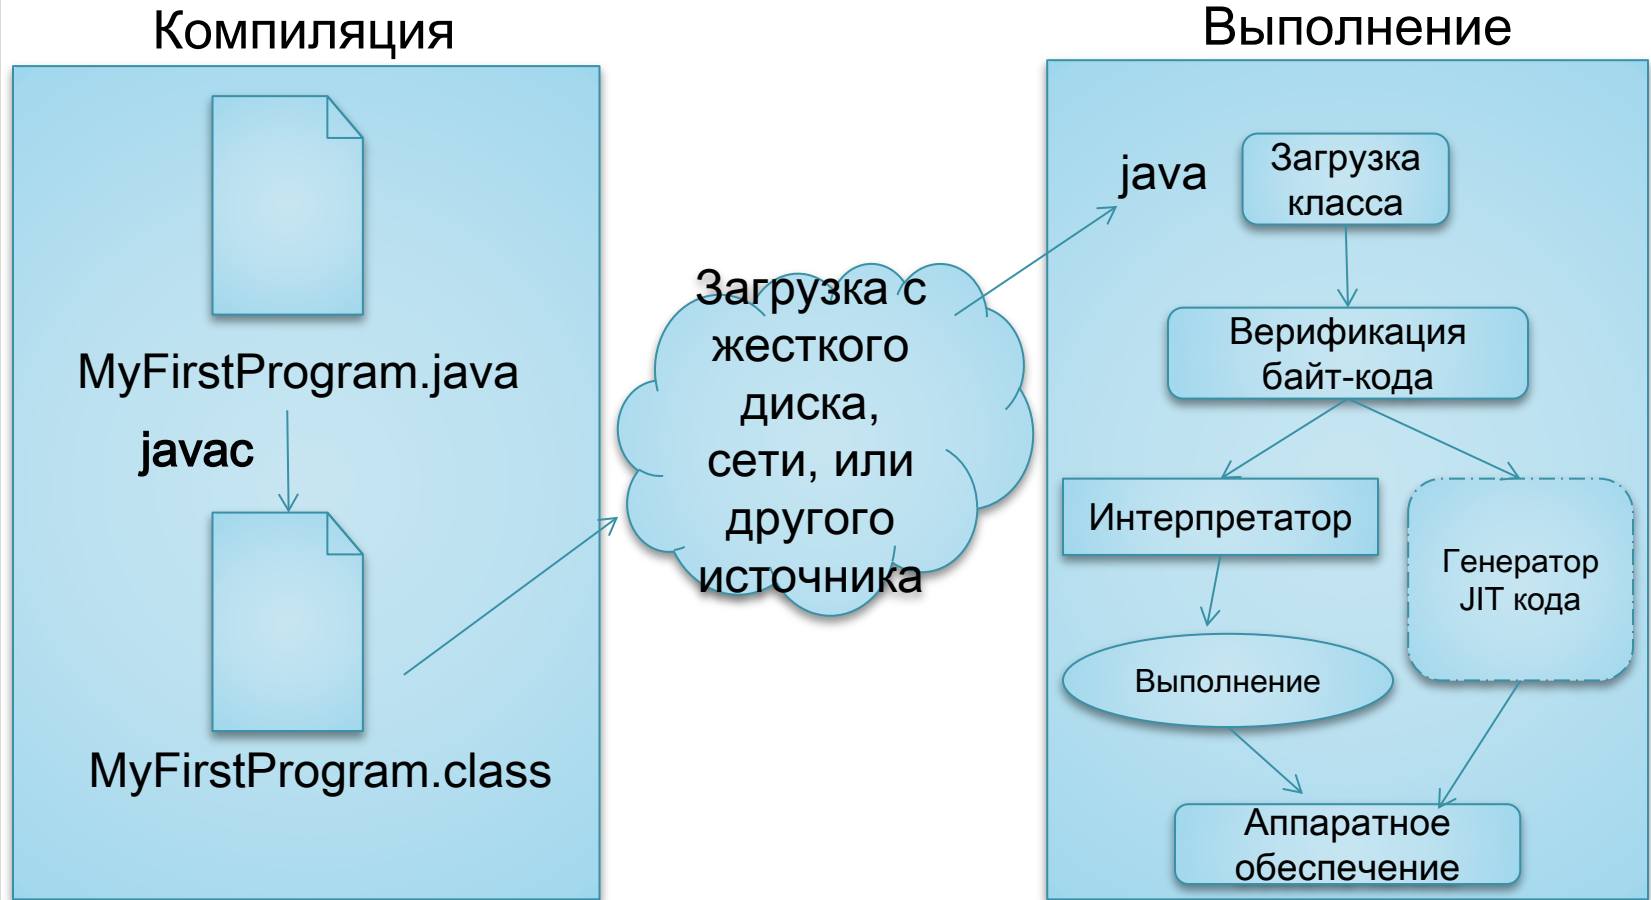 Компиляция
MyFirstProgram.java
javac
MyFirstProgram.class
Загрузка с
жесткого
диска,
сети, или
другого
источника
Выполнение
java
Загрузка
класса
Верификация
байт-кода
Интерпретатор
Генератор
JIT кода
Выполнение
Аппаратное
обеспечение